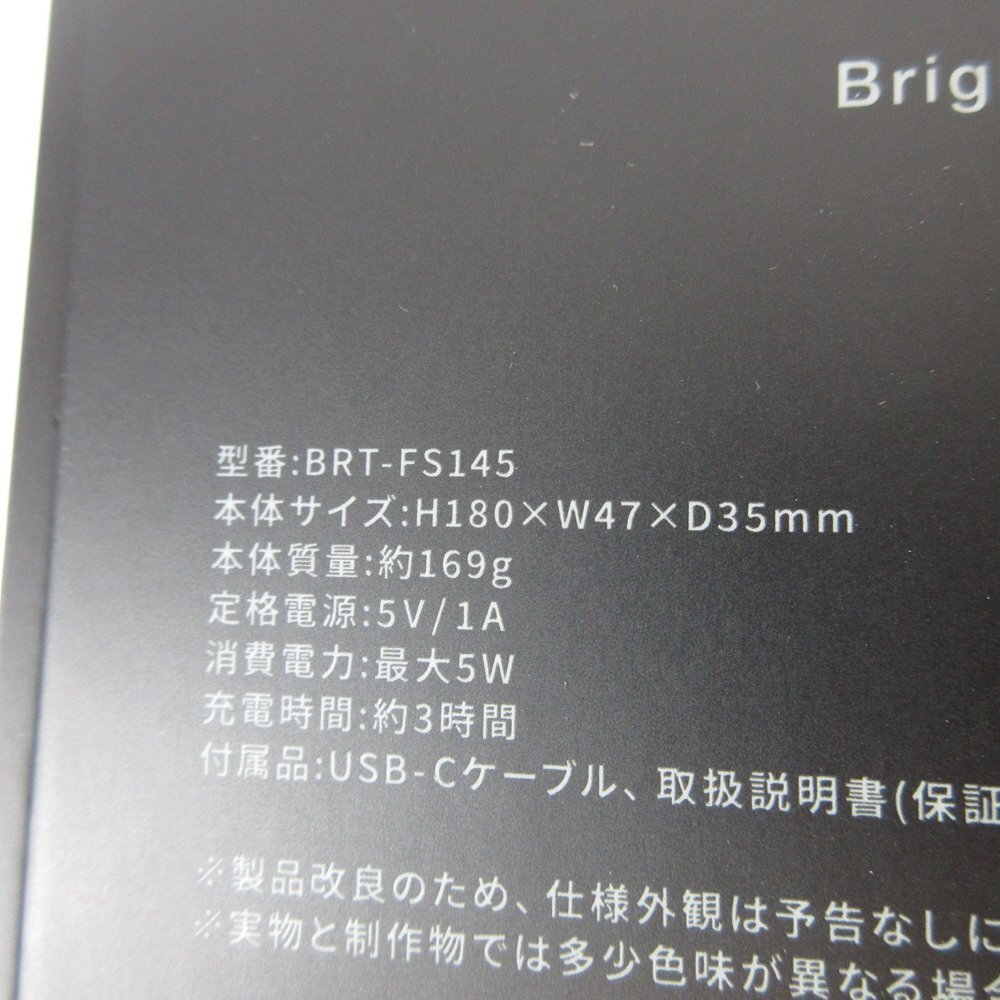 Brig
型番:BRT-FS145
本体サイズ:H180×W47×D35mm
本体質量:約169g
定格電源:5V/1A
消費電力:最大5W
充電時間:約3時間
付属品:USB-Cケーブル、取扱説明書(保証
※製品改良のため、仕様外観は予告なしに
※実物と制作物では多少色味が異なる場合